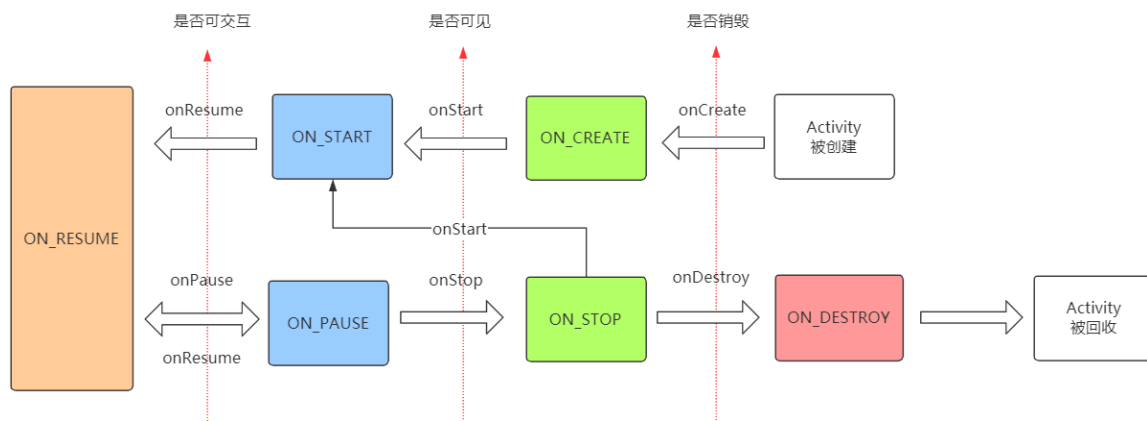 是否可交互
是否可见
是否销毁
onResume
onStart
onCreate
ON_START
ON_CREATE
Activity
被创建
ON_RESUME
onStart
onPause
onStop
onDestroy
ON_PAUSE
ON_STOP
ON_DESTROY
Activity
被回收
onResume